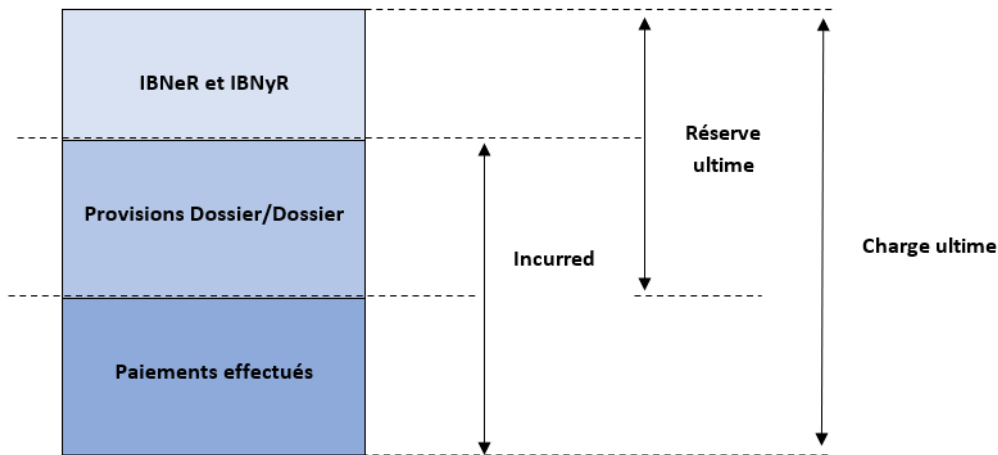 IBNeR et IBNyR
Réserve
ultime
Provisions Dossier/Dossier
Incurred
Charge ultime
Paiements effectués